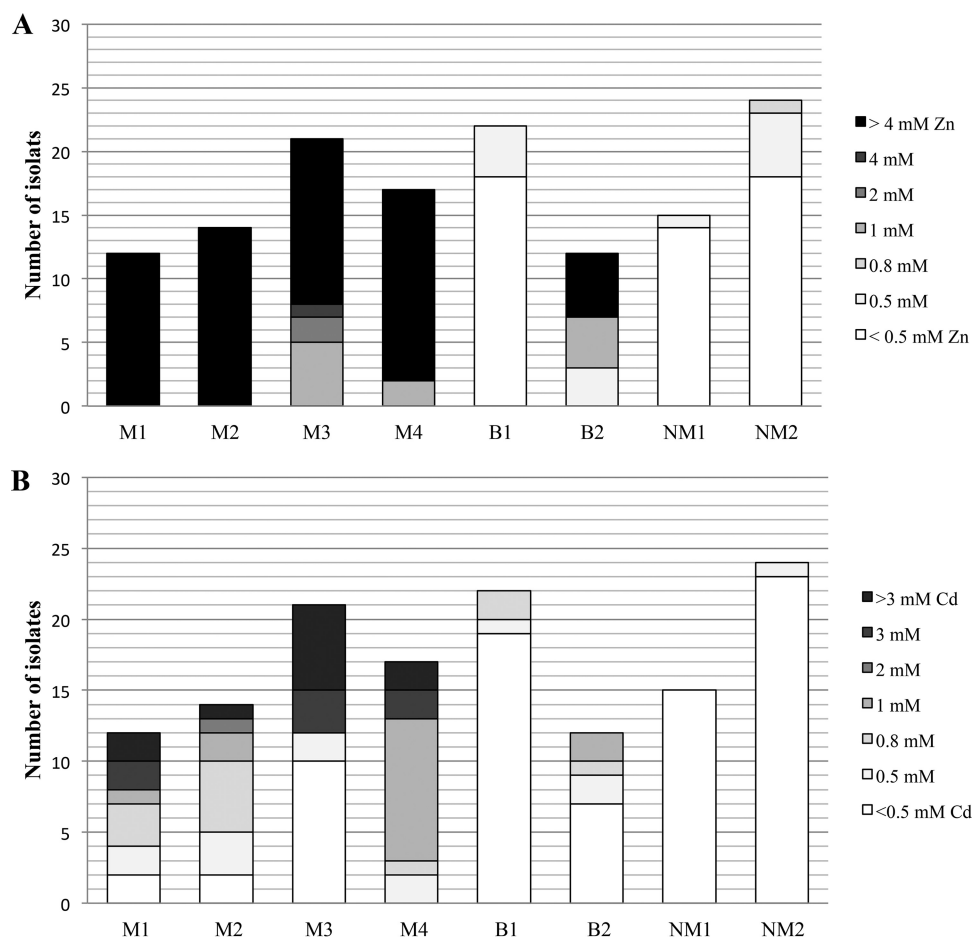 A
Number of isolats
30
25
20
15
10
5
0
M1 M2 M3 M4 B1 B2 NM1 NM2
> 4 mM Zn
4 mM
2 mM
1 mM
0.8 mM
0.5 mM
< 0.5 mM Zn
B
Number of isolates
30
25
20
15
10
5
0
M1 M2 M3 M4 B1 B2 NM1 NM2
>3 mM Cd
3 mM
2 mM
1 mM
0.8 mM
0.5 mM
<0.5 mM Cd